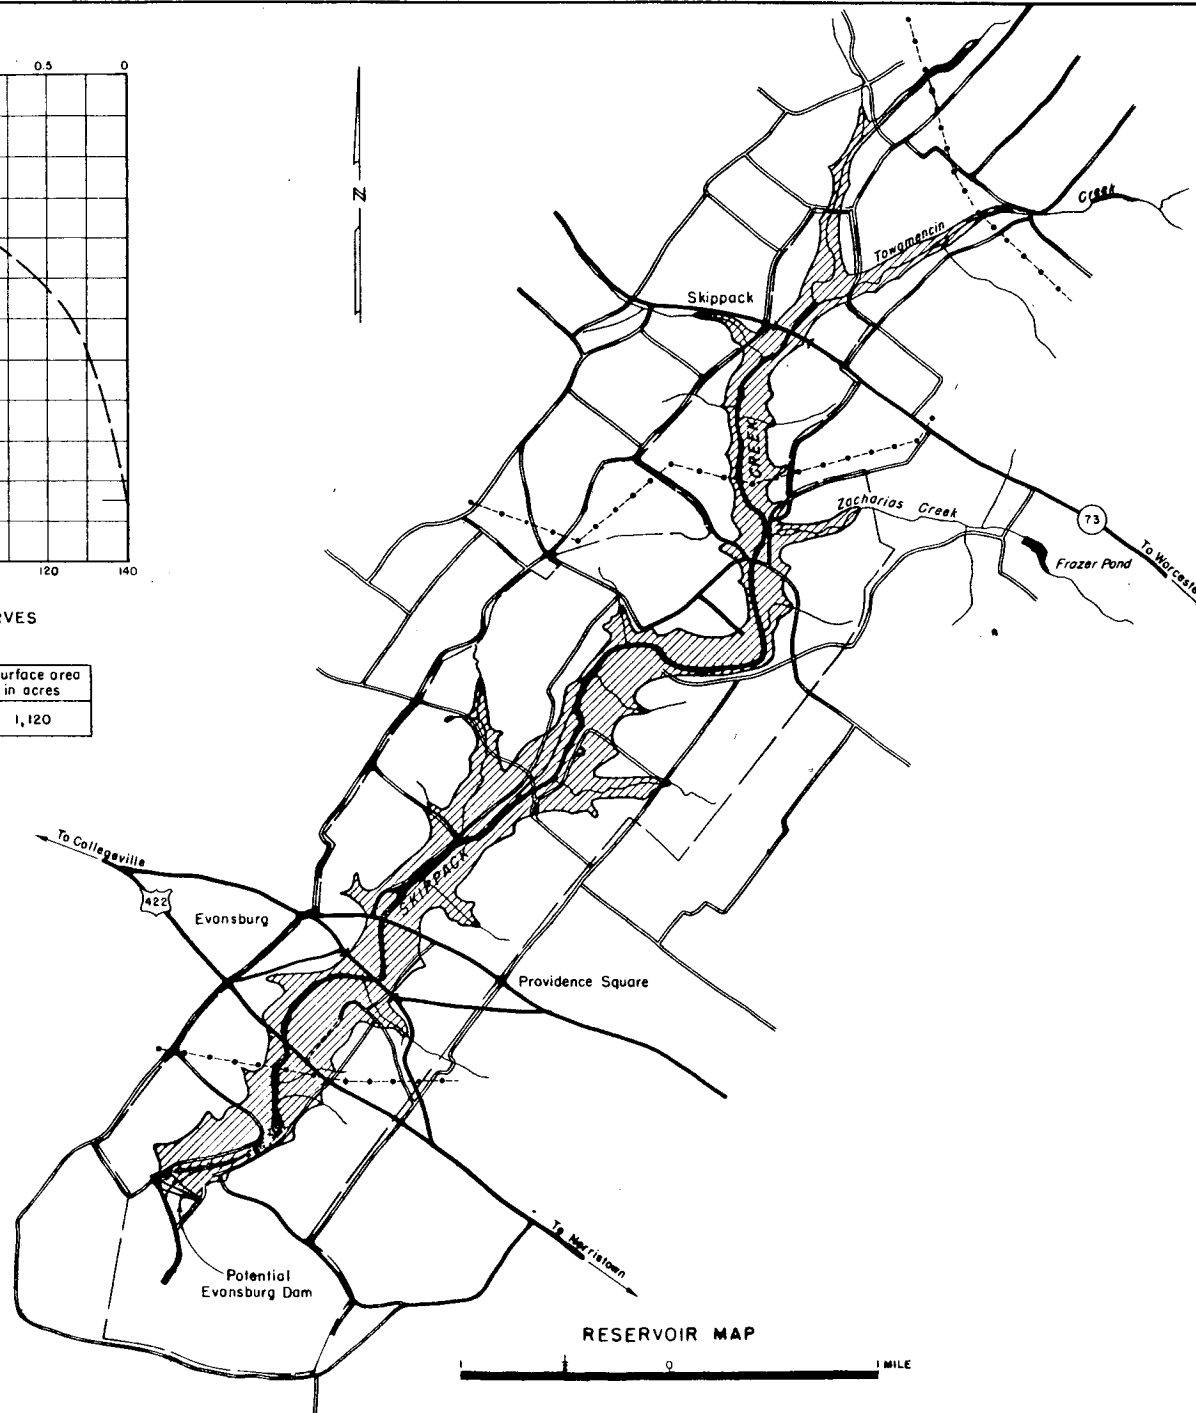 0.5 0
120 140
VES
urface area
in acres
1,120
N
Creek
Towamencin
Skippack
CREEK
Zacharias Creek
73
To Worceste
Frazer Pond
To Collegeville
422
Evansburg
SKIPPACK
Providence Square
To Norristown
Potential
Evansburg Dam
RESERVOIR MAP
1 0 1 MILE